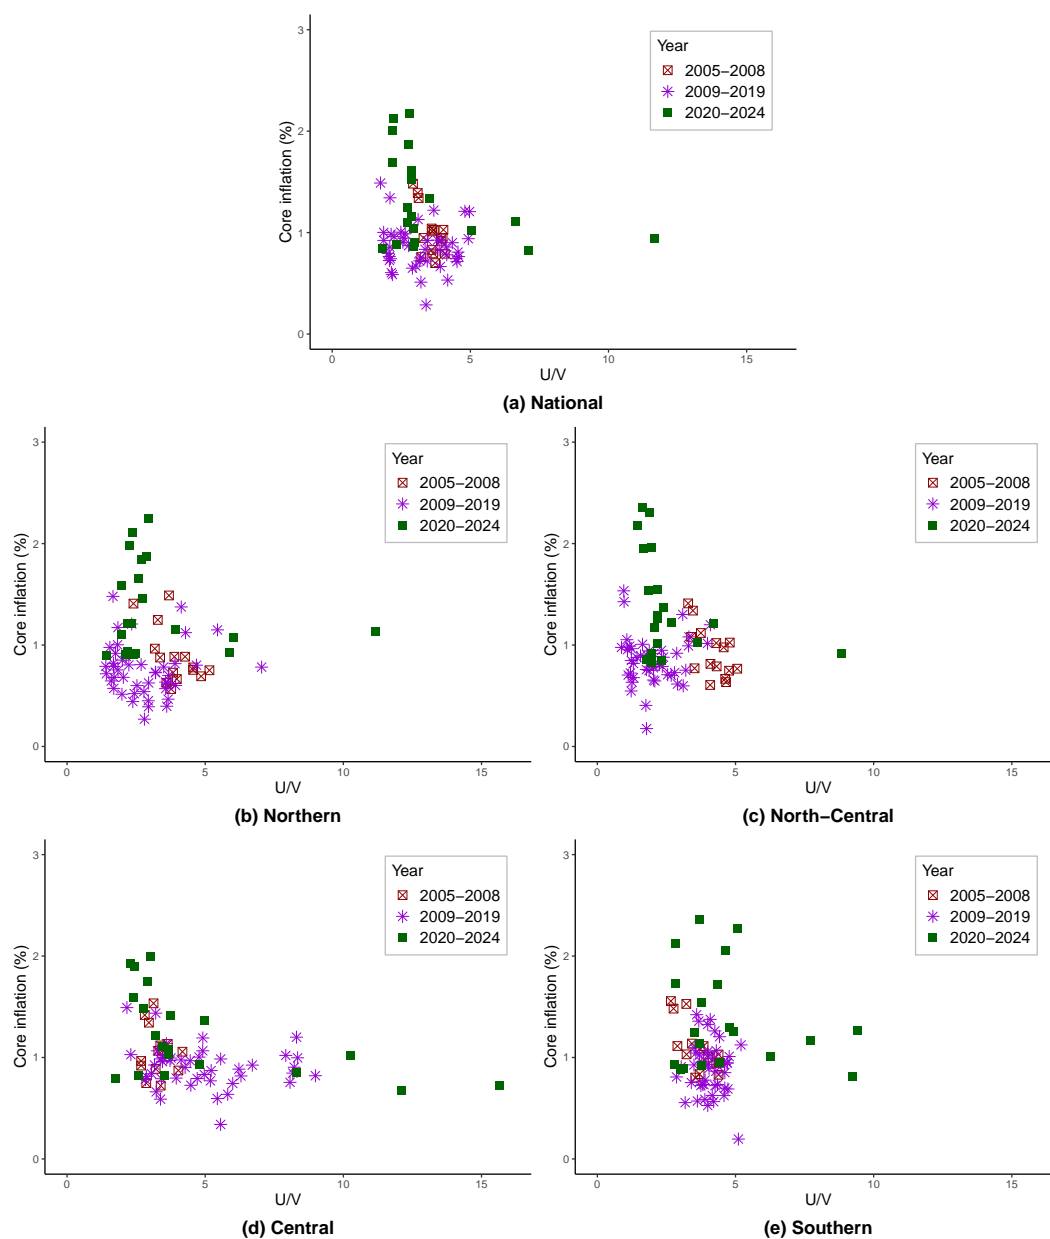 Year
2005−2008
2009−2019
2020−2024
Core inflation (%)
3
2
1
0
0
5
10
15
U/V
(a) National
Year
2005−2008
2009−2019
2020−2024
Core inflation (%)
3
2
1
0
0
5
10
15
U/V
(b) Northern
Year
2005−2008
2009−2019
2020−2024
Core inflation (%)
3
2
1
0
0
5
10
15
U/V
(c) North−Central
Year
2005−2008
2009−2019
2020−2024
Core inflation (%)
3
2
1
0
0
5
10
15
U/V
(d) Central
Year
2005−2008
2009−2019
2020−2024
Core inflation (%)
3
2
1
0
0
5
10
15
U/V
(e) Southern